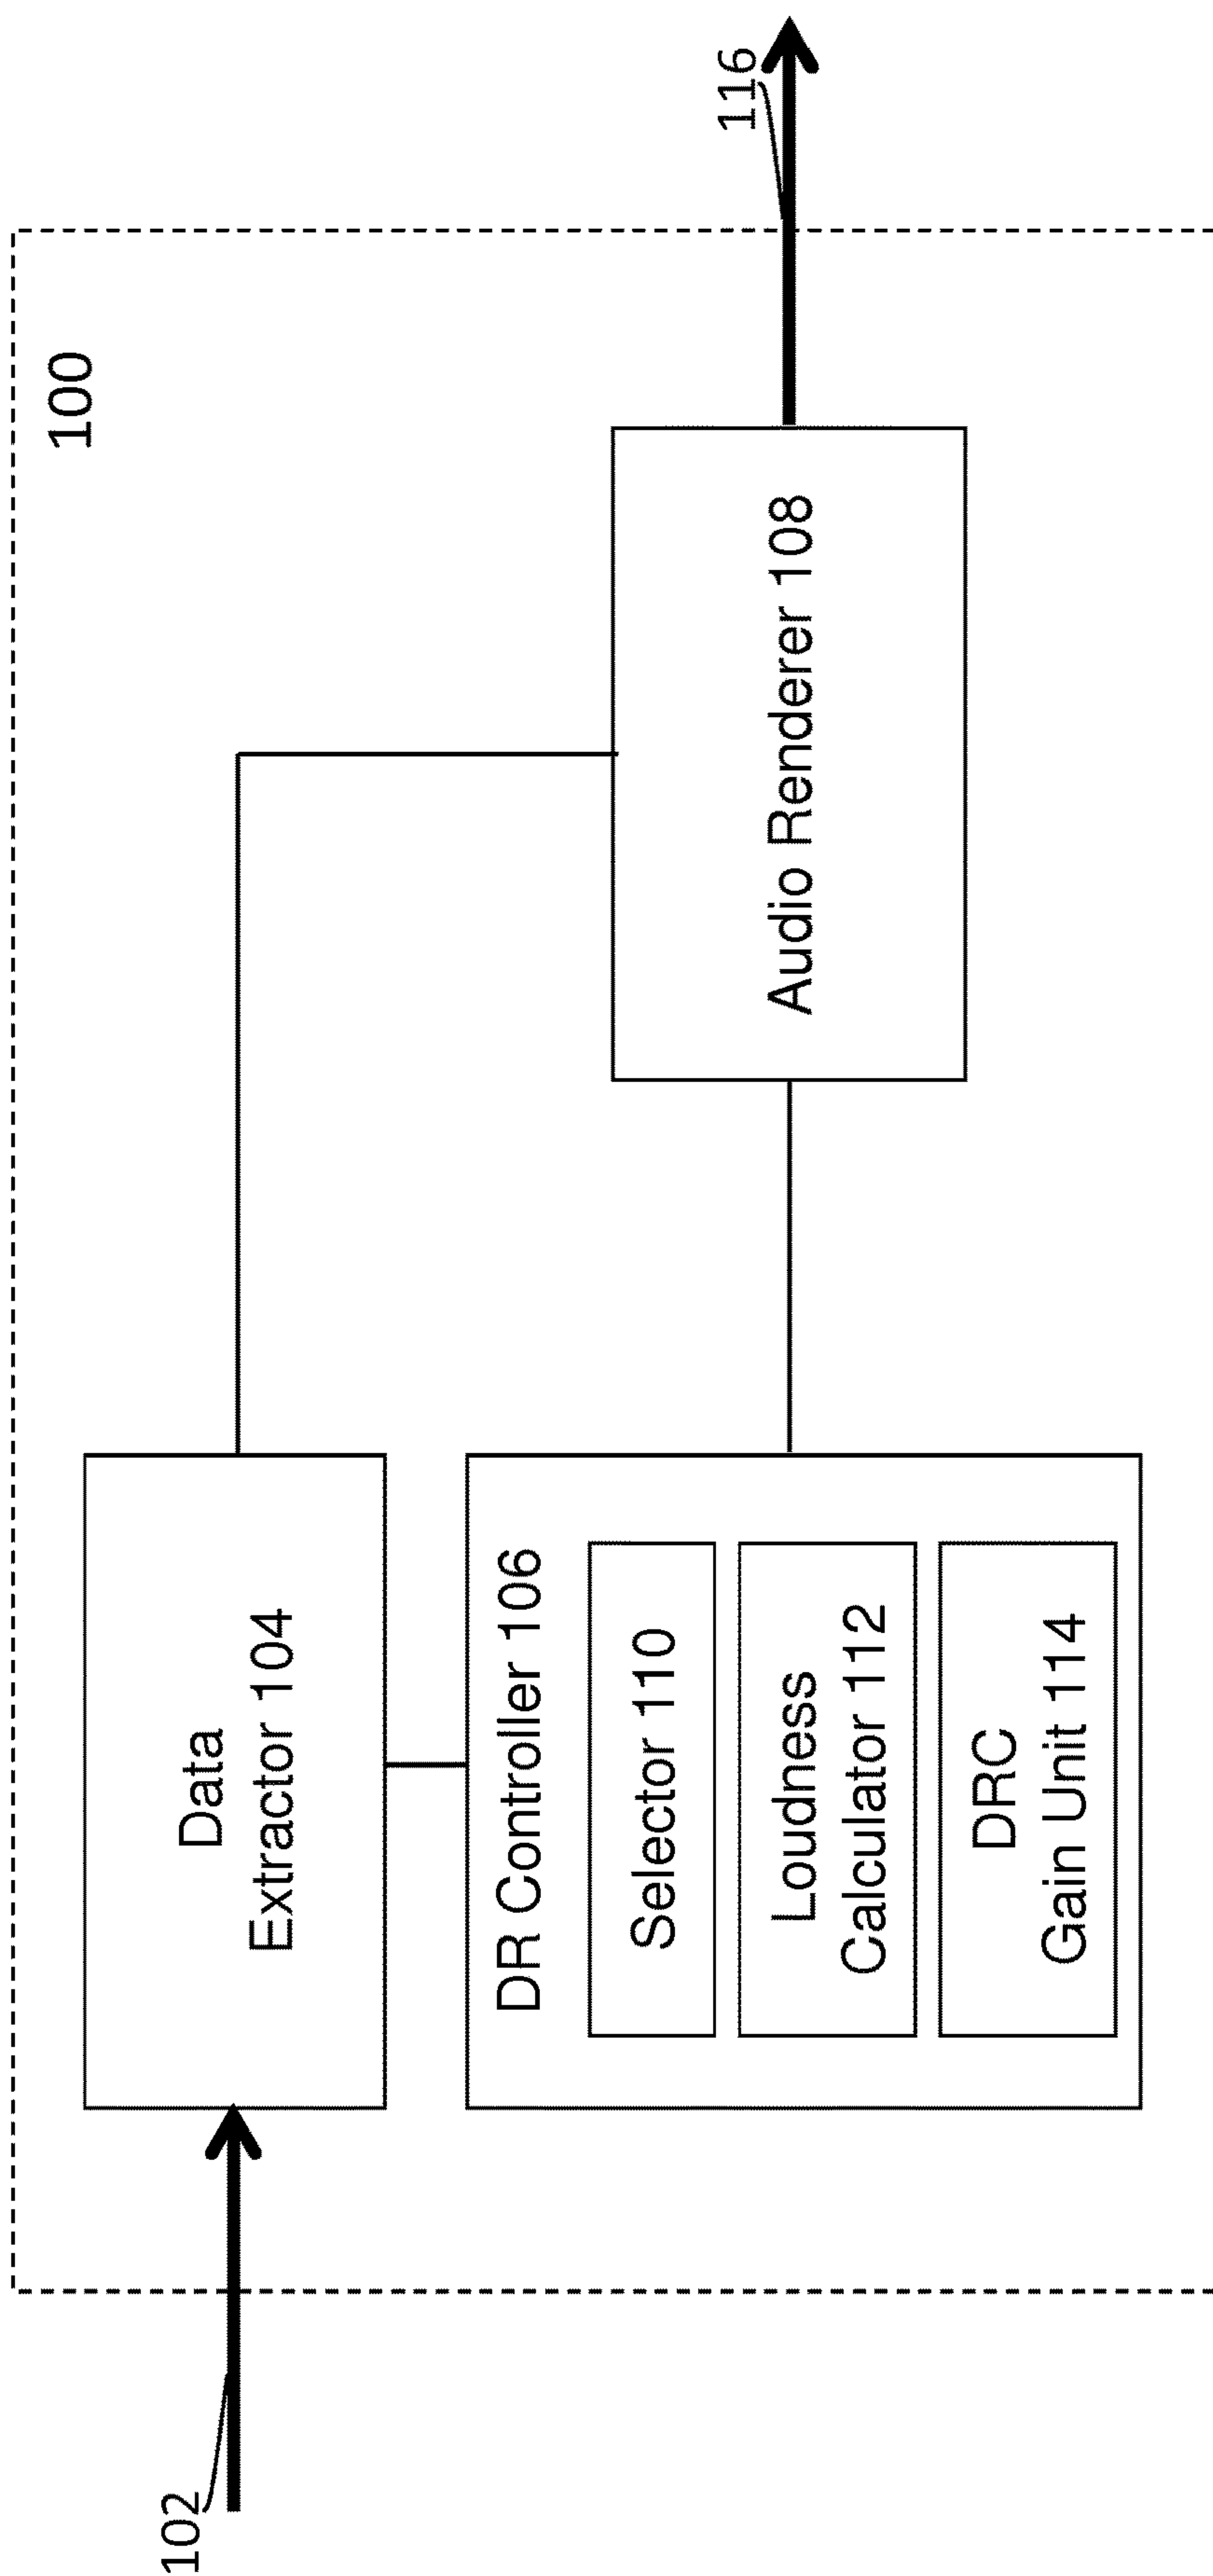 100
102
Data
Extractor 104
DR Controller 106
Selector 110
Loudness
Calculator 112
DRC
Gain Unit 114
Audio Renderer 108
116